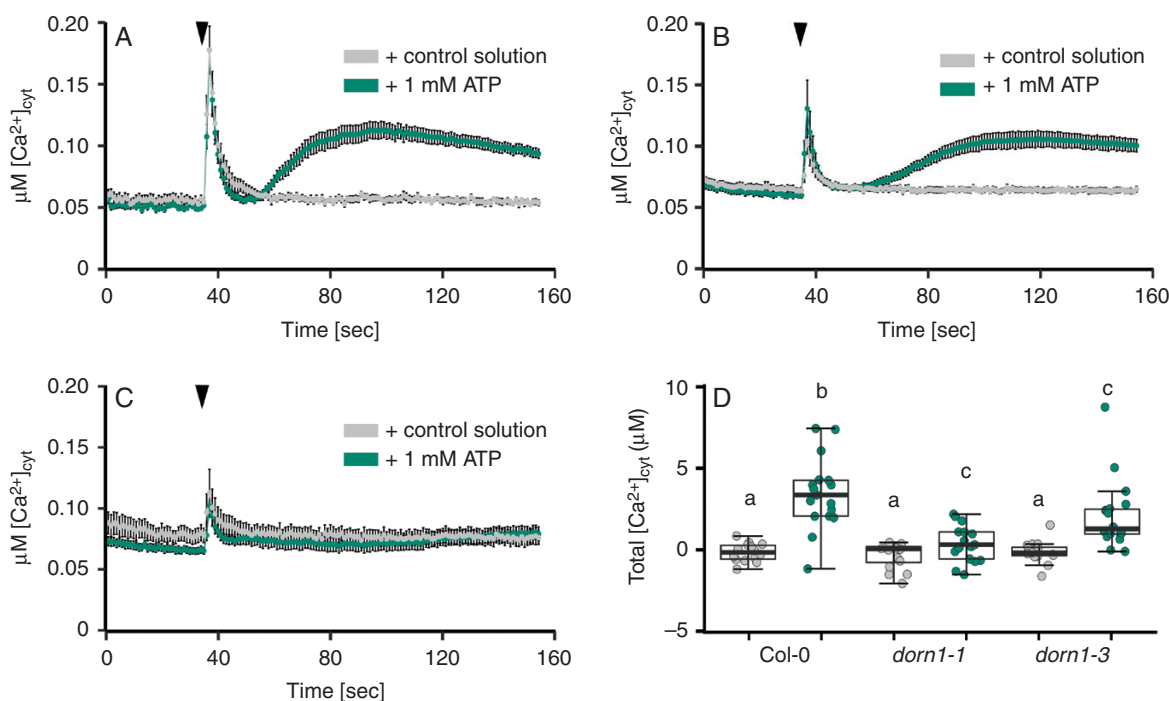 A
0.20
0.15
0.10
0.05
0
µM [Ca²⁺]cyt
+ control solution
+ 1 mM ATP
0 40 80 120 160
Time [sec]
B
0.20
0.15
0.10
0.05
0
µM [Ca²⁺]cyt
+ control solution
+ 1 mM ATP
0 40 80 120 160
Time [sec]
C
0.20
0.15
0.10
0.05
0
µM [Ca²⁺]cyt
+ control solution
+ 1 mM ATP
0 40 80 120 160
Time [sec]
D
10
5
0
–5
Total [Ca²⁺]cyt (µM)
a b a c a c
Col-0 dorn1-1 dorn1-3